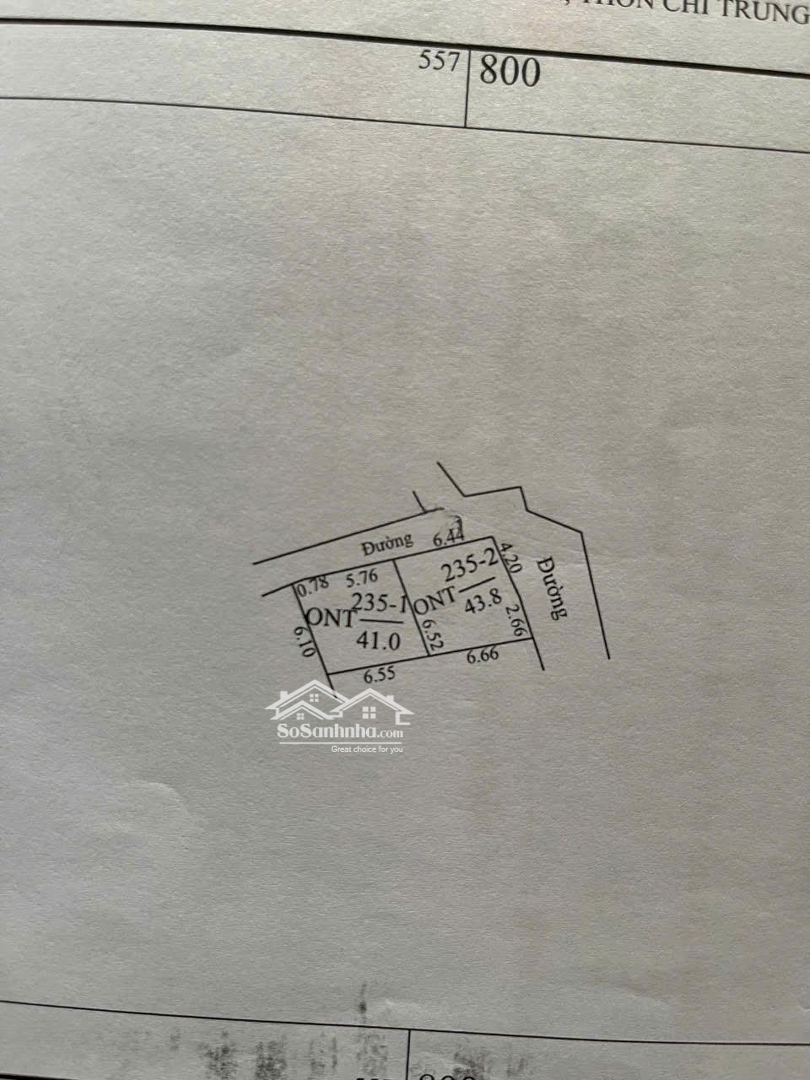 THÔN CHI TRUNG
557 800
Đường 6.44
0.78 5.76
235-1
ONT
41.0
6.10
6.55
235-2
ONT
43.8
6.52
6.66
4.20
2.66
Đường
SoSanhnha.com
Great choice for you